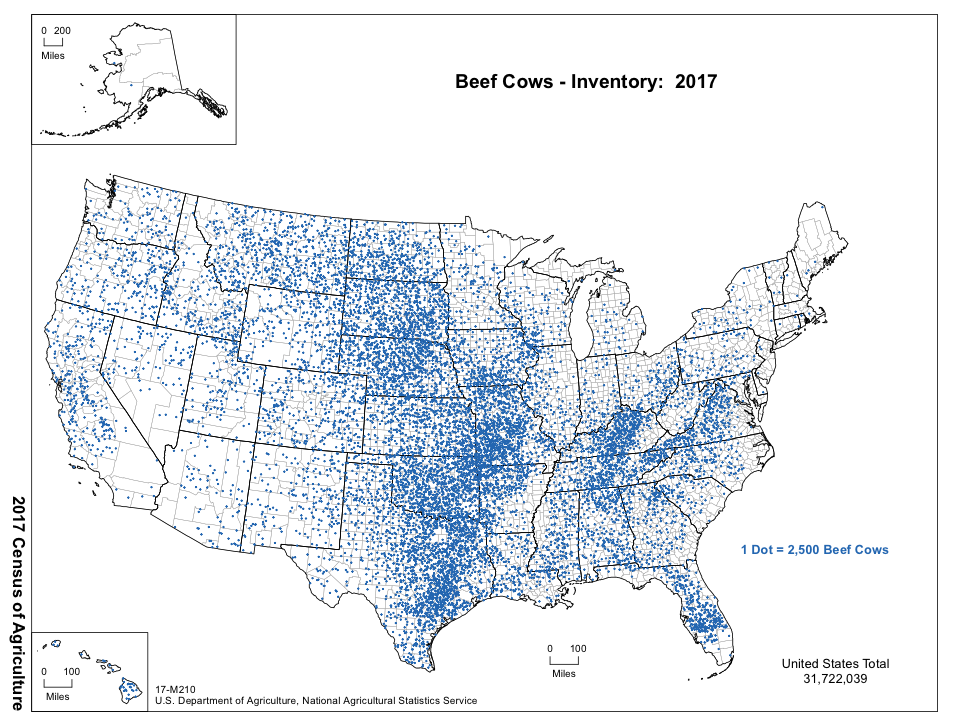 0 200
Miles
Beef Cows - Inventory: 2017
1 Dot = 2,500 Beef Cows
2017 Census of Agriculture
0 100
Miles
0 100
Miles
United States Total
31,722,039
17-M210
U.S. Department of Agriculture, National Agricultural Statistics Service